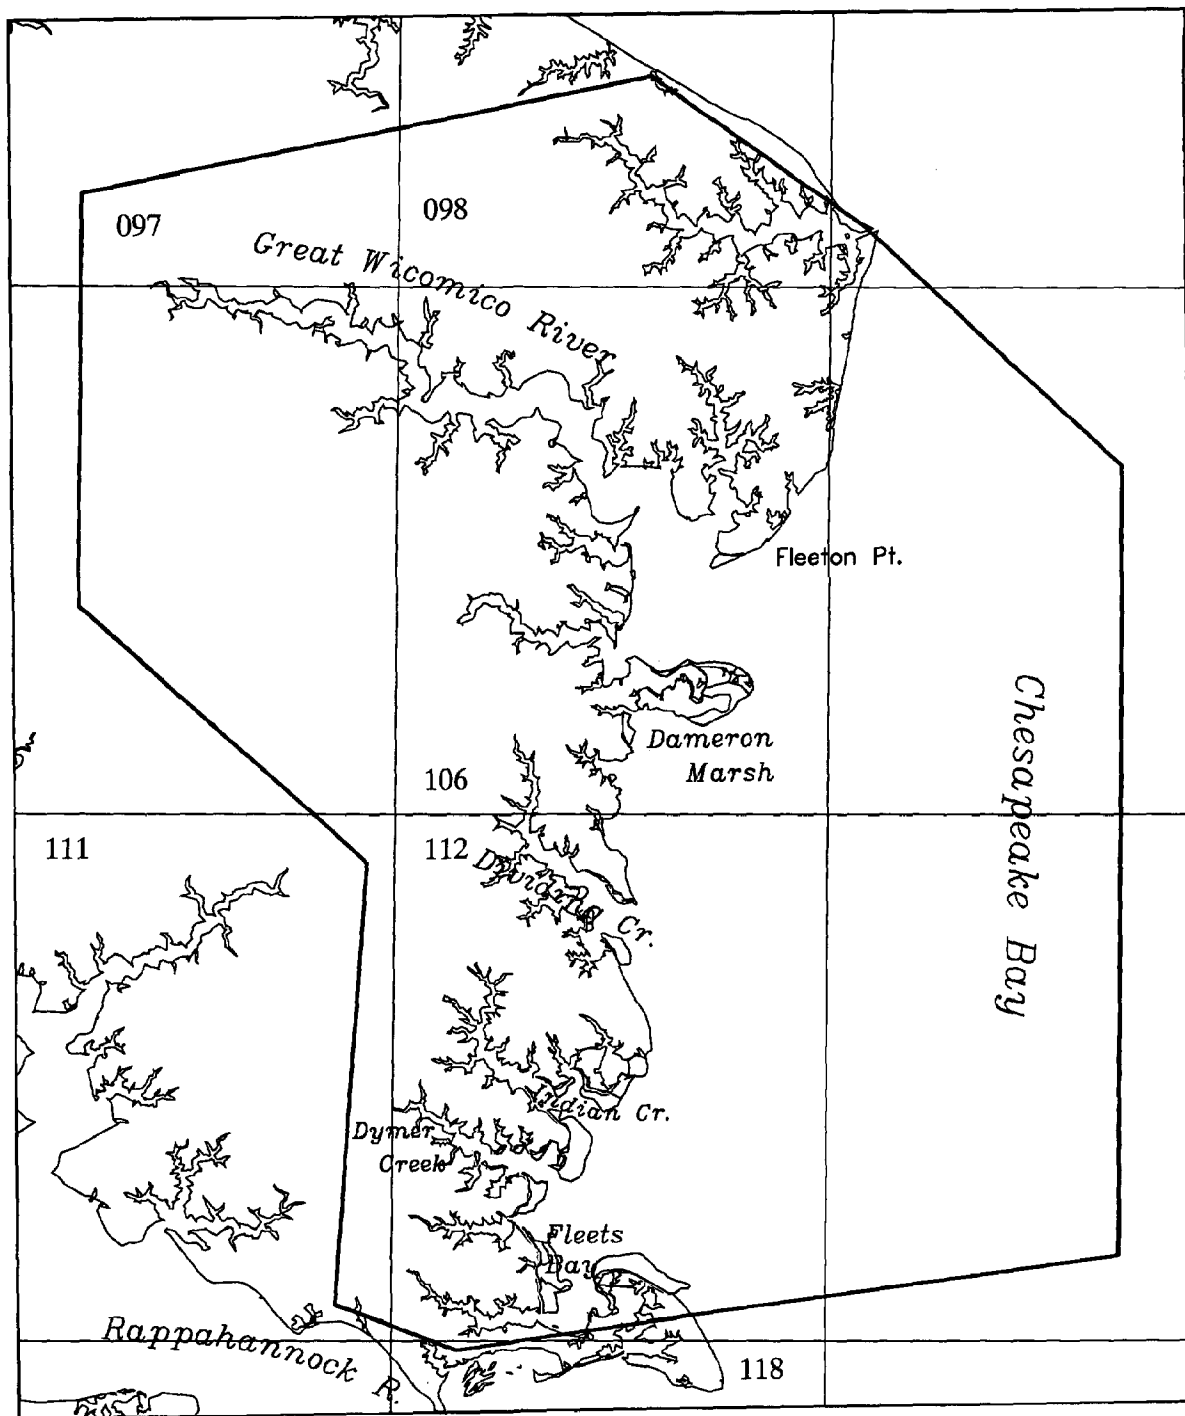 097
098
Great Wicomico River
Fleeton Pt.
Dameron
Marsh
Chesapeake Bay
106
111
112
Dividing Cr.
Indian Cr.
Dymer
Creek
Fleets
Bay
Rappahannock R.
118